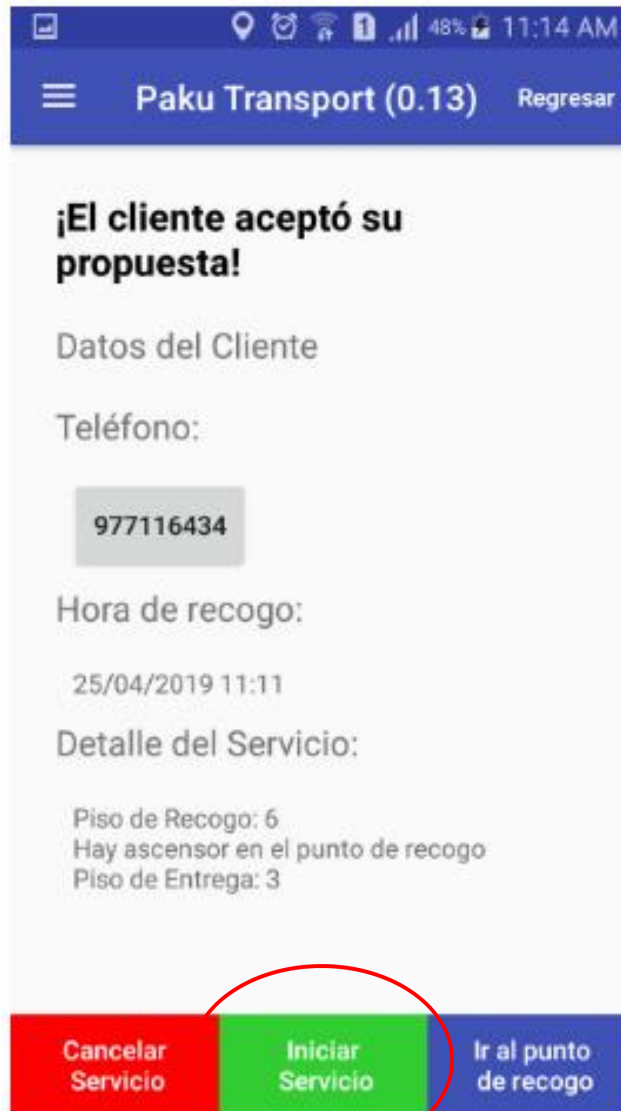 1 48% 11:14 AM
Paku Transport (0.13) Regresar
¡El cliente aceptó su
propuesta!
Datos del Cliente
Teléfono:
977116434
Hora de recogo:
25/04/2019 11:11
Detalle del Servicio:
Piso de Recogo: 6
Hay ascensor en el punto de recogo
Piso de Entrega: 3
Cancelar
Servicio
Iniciar
Servicio
Ir al punto
de recogo